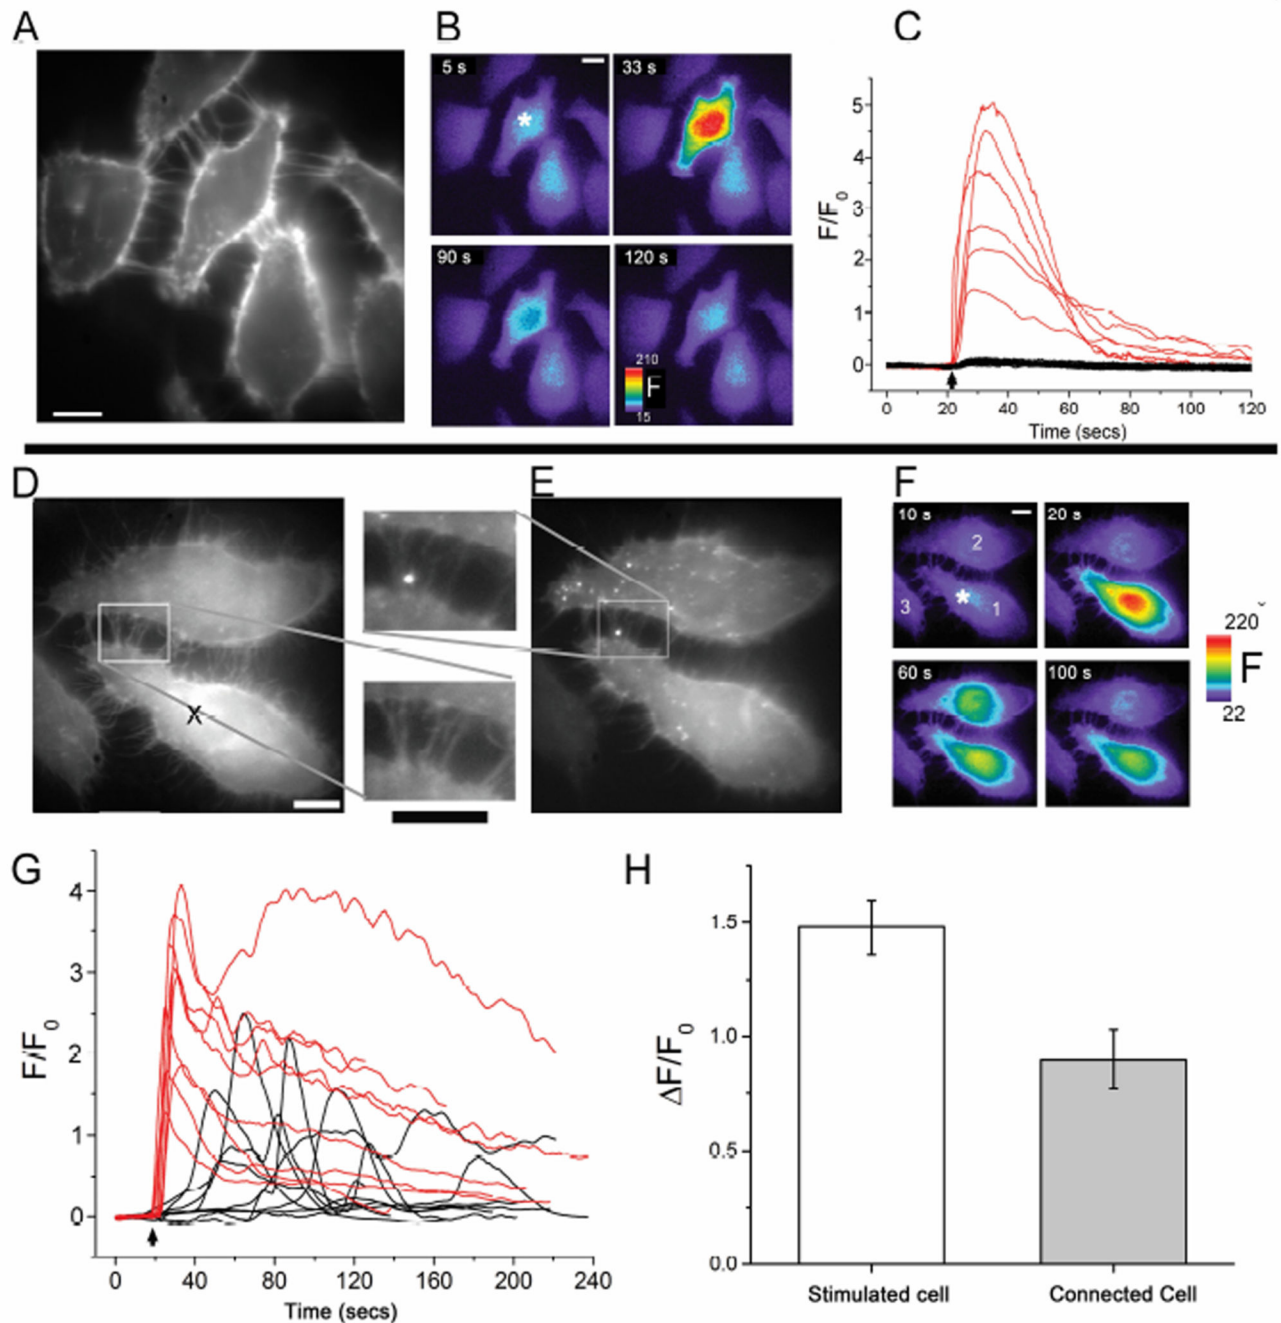 A
B
5 s
*
33 s
90 s
120 s
210
F
15
C
F/F0
5
4
3
2
1
0
0 20 40 60 80 100 120
Time (secs)
D
X
E
F
10 s
2
*
1
3
20 s
60 s
100 s
220
F
22
G
F/F0
4
3
2
1
0
0 40 80 120 160 200 240
Time (secs)
H
ΔF/F0
1.5
1.0
0.5
0.0
Stimulated cell
Connected Cell